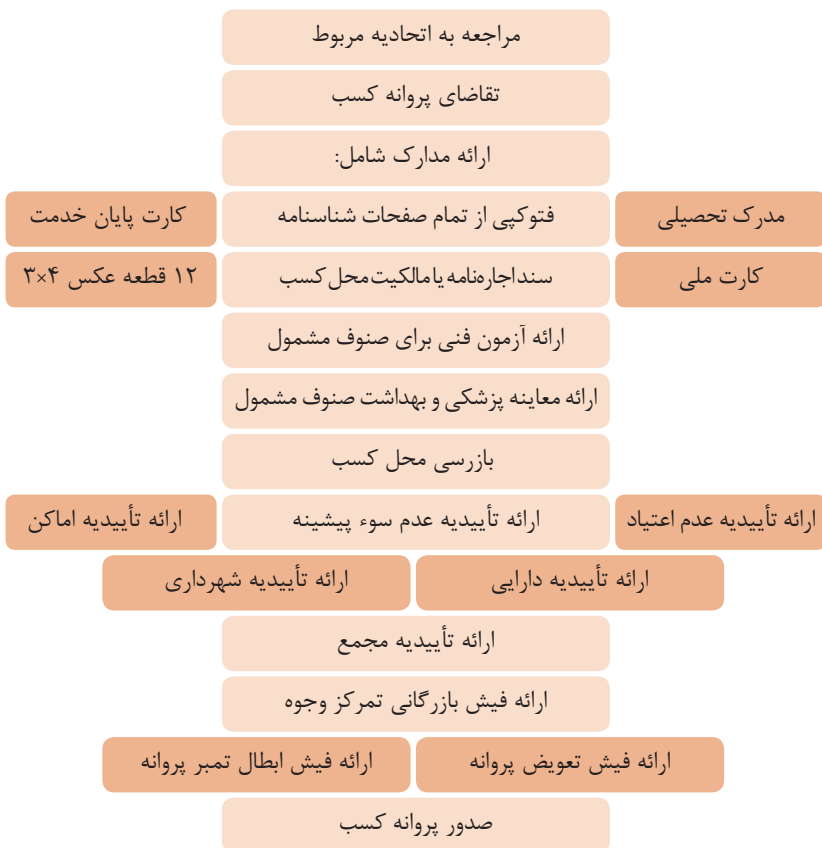 مراجعه به اتحادیه مربوط
تقاضای پروانه کسب
ارائه مدارک شامل:
مدرک تحصیلی
فتوکپی از تمام صفحات شناسنامه
کارت پایان خدمت
کارت ملی
سند اجاره‌نامه یا مالکیت محل کسب
۱۲ قطعه عکس ۴×۳
ارائه آزمون فنی برای صنوف مشمول
ارائه معاینه پزشکی و بهداشت صنوف مشمول
بازرسی محل کسب
ارائه تأییدیه عدم اعتیاد
ارائه تأییدیه عدم سوء پیشینه
ارائه تأییدیه اماکن
ارائه تأییدیه دارایی
ارائه تأییدیه شهرداری
ارائه تأییدیه مجمع
ارائه فیش بازرگانی تمرکز وجوه
ارائه فیش تعویض پروانه
ارائه فیش ابطال تمبر پروانه
صدور پروانه کسب